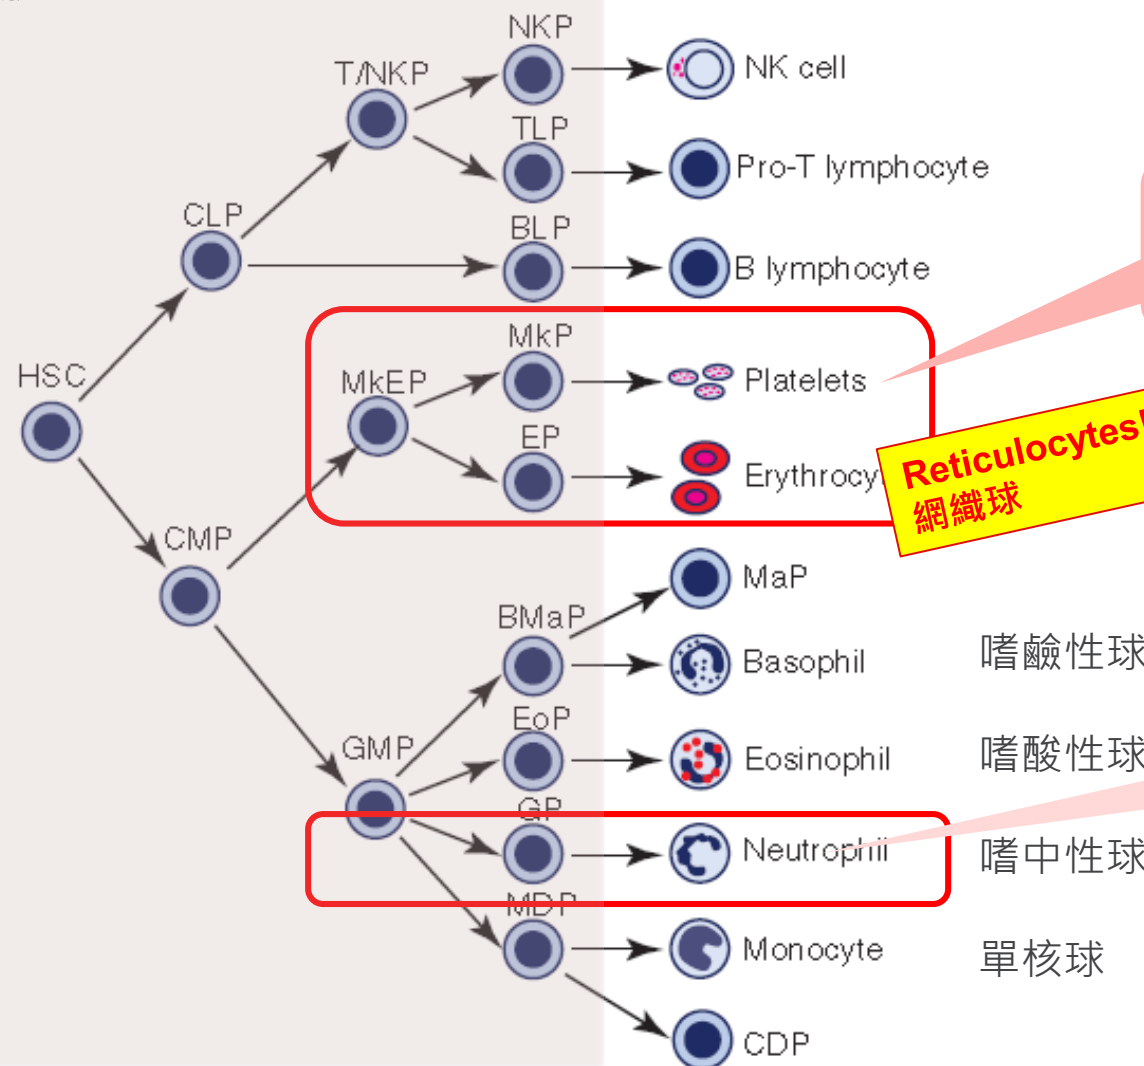 NKP
T/NKP
NK cell
TLP
Pro-T lymphocyte
CLP
BLP
B lymphocyte
MkP
HSC
MkEP
Platelets
EP
Reticulocytes!
網織球
CMP
MaP
BMaP
Basophil
嗜鹼性球
EoP
GMP
Eosinophil
嗜酸性球
GP
Neutrophil
嗜中性球
MDP
Monocyte
單核球
CDP